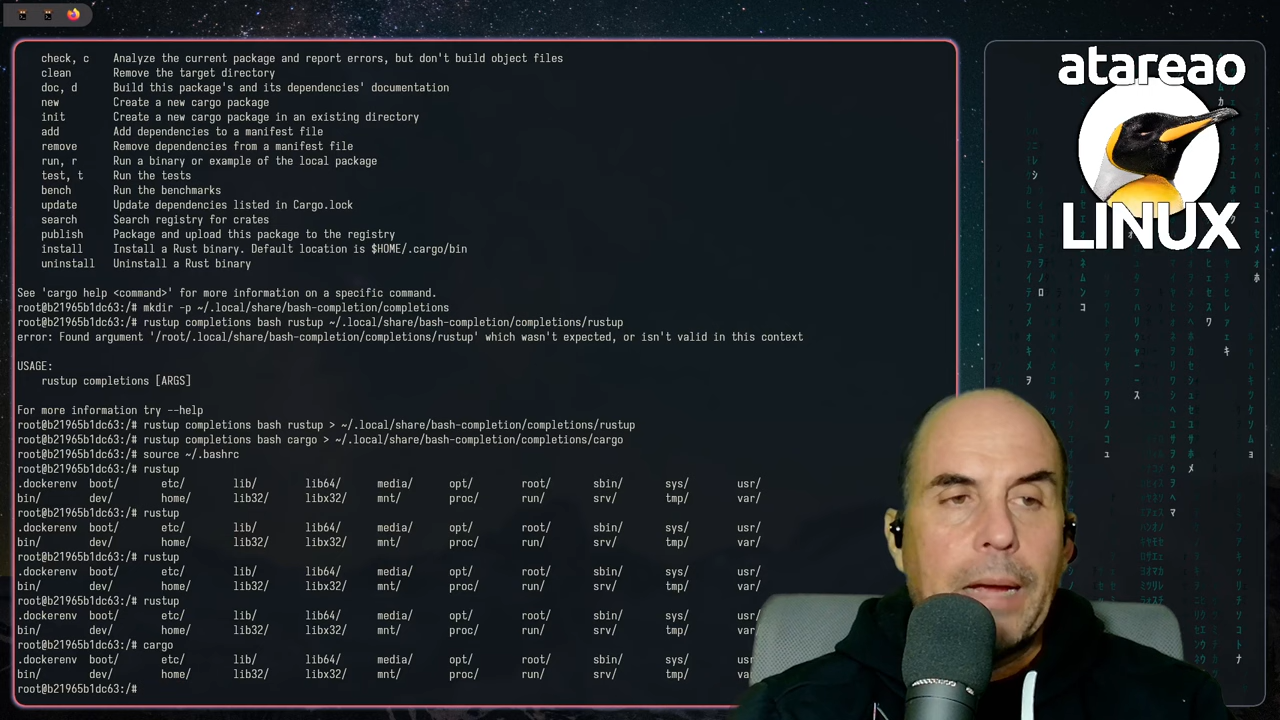 check, c    Analyze the current package and report errors, but don't build object files
clean       Remove the target directory
doc, d      Build this package's and its dependencies' documentation
new         Create a new cargo package
init        Create a new cargo package in an existing directory
add         Add dependencies to a manifest file
remove      Remove dependencies from a manifest file
run, r      Run a binary or example of the local package
test, t     Run the tests
bench       Run the benchmarks
update      Update dependencies listed in Cargo.lock
search      Search registry for crates
publish     Package and upload this package to the registry
install     Install a Rust binary. Default location is $HOME/.cargo/bin
uninstall   Uninstall a Rust binary
See 'cargo help <command>' for more information on a specific command.
root@b21965b1dc63:/# mkdir -p ~/.local/share/bash-completion/completions
root@b21965b1dc63:/# rustup completions bash rustup ~/.local/share/bash-completion/completions/rustup
error: Found argument '/root/.local/share/bash-completion/completions/rustup' which wasn't expected, or isn't valid in this context
USAGE:
rustup completions [ARGS]
For more information try --help
root@b21965b1dc63:/# rustup completions bash rustup > ~/.local/share/bash-completion/completions/rustup
root@b21965b1dc63:/# rustup completions bash cargo > ~/.local/share/bash-completion/completions/cargo
root@b21965b1dc63:/# source ~/.bashrc
root@b21965b1dc63:/# rustup
.dockerenv  boot/  etc/  lib/  lib64/  media/  opt/  root/  sbin/  sys/  usr/
bin/  dev/  home/  lib32/  libx32/  mnt/  proc/  run/  srv/  tmp/  var/
root@b21965b1dc63:/# rustup
.dockerenv  boot/  etc/  lib/  lib64/  media/  opt/  root/  sbin/  sys/  usr/
bin/  dev/  home/  lib32/  libx32/  mnt/  proc/  run/  srv/  tmp/  var/
root@b21965b1dc63:/# rustup
.dockerenv  boot/  etc/  lib/  lib64/  media/  opt/  root/  sbin/  sys/  usr/
bin/  dev/  home/  lib32/  libx32/  mnt/  proc/  run/  srv/  tmp/  var/
root@b21965b1dc63:/# rustup
.dockerenv  boot/  etc/  lib/  lib64/  media/  opt/  root/  sbin/  sys/  usr/
bin/  dev/  home/  lib32/  libx32/  mnt/  proc/  run/  srv/  tmp/  var/
root@b21965b1dc63:/# cargo
.dockerenv  boot/  etc/  lib/  lib64/  media/  opt/  root/  sbin/  sys/  usr
bin/  dev/  home/  lib32/  libx32/  mnt/  proc/  run/  srv/  tmp/
root@b21965b1dc63:/#
atareao
LINUX